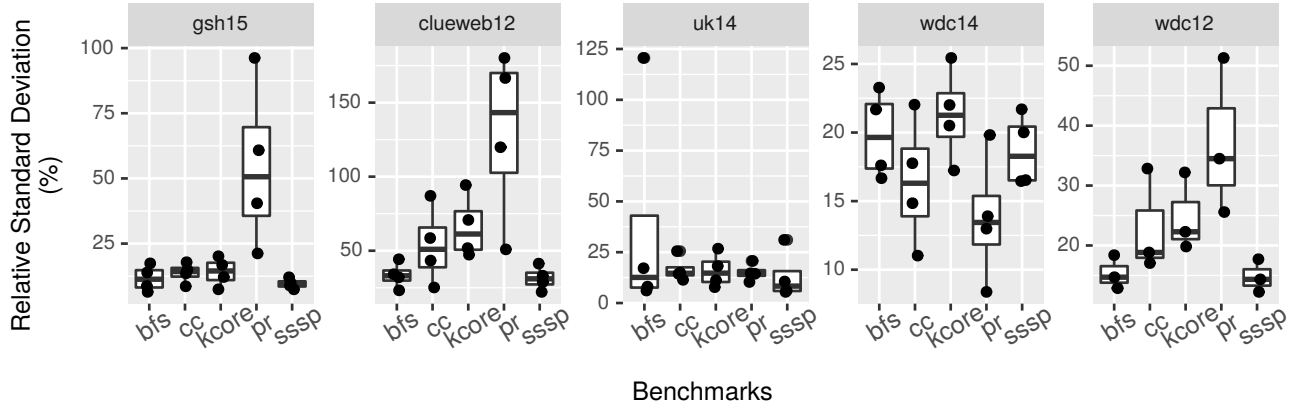 gsh15 clueweb12 uk14 wdc14 wdc12
Relative Standard Deviation
(%)
100
75
50
25
150
100
50
125
100
75
50
25
0
25
20
15
10
50
40
30
20
bfs cc kcore pr sssp
bfs cc kcore pr sssp
bfs cc kcore pr sssp
bfs cc kcore pr sssp
bfs cc kcore pr sssp
Benchmarks